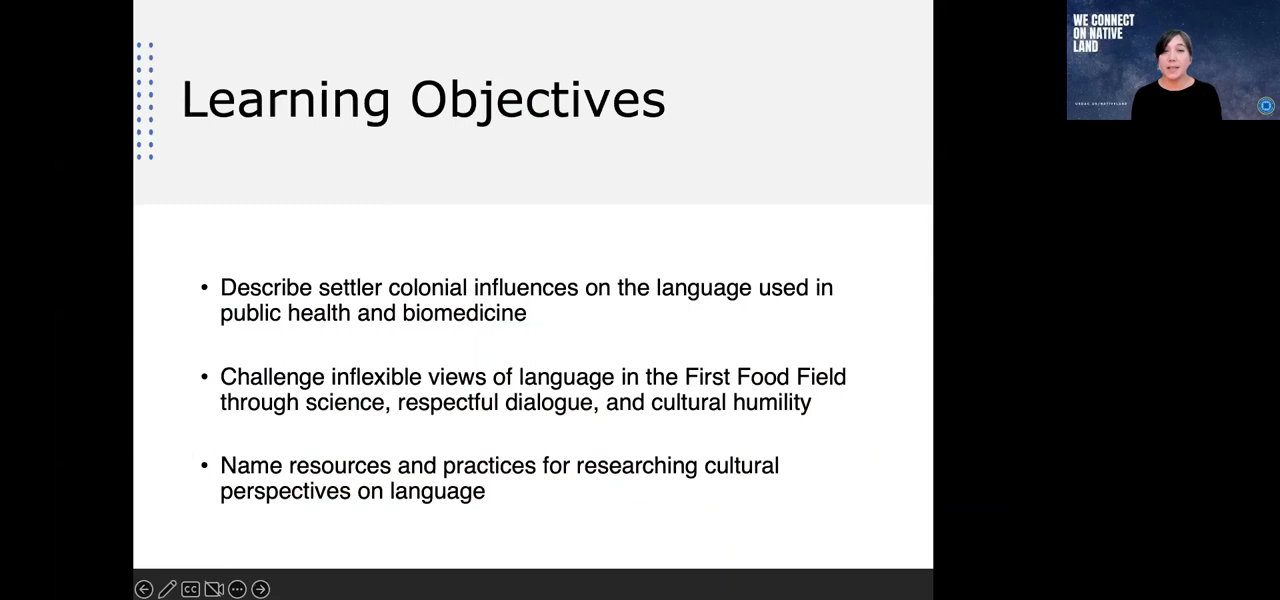 Learning Objectives
• Describe settler colonial influences on the language used in
public health and biomedicine
• Challenge inflexible views of language in the First Food Field
through science, respectful dialogue, and cultural humility
• Name resources and practices for researching cultural
perspectives on language
WE CONNECT
ON NATIVE
LAND
CC